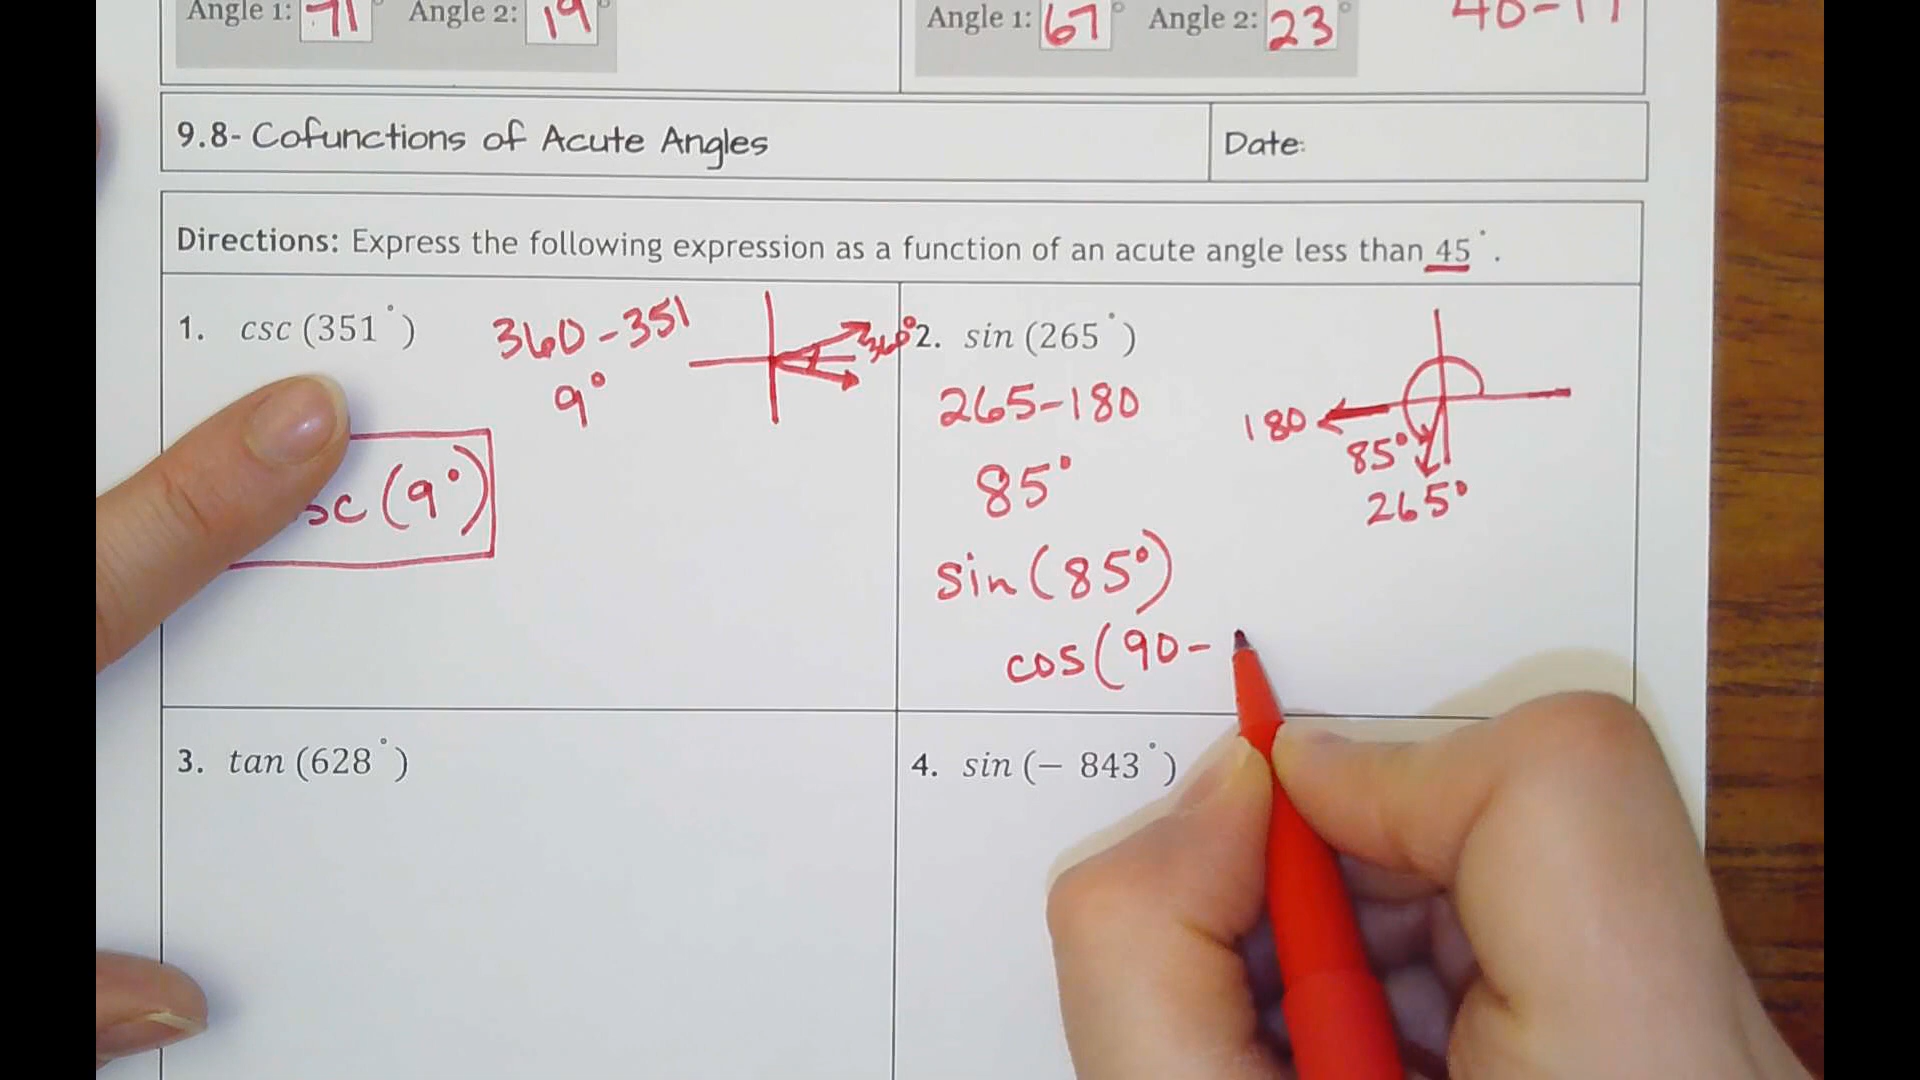 Angle 1: 71° Angle 2: 19°
Angle 1: 67° Angle 2: 23°
9.8- Cofunctions of Acute Angles
Date:
Directions: Express the following expression as a function of an acute angle less than 45°.
1. csc (351°)
360-351
9°
360°
sc (9°)
2. sin (265°)
265-180
85°
sin (85°)
cos (90-
180
85°
265°
3. tan (628°)
4. sin (- 843°)